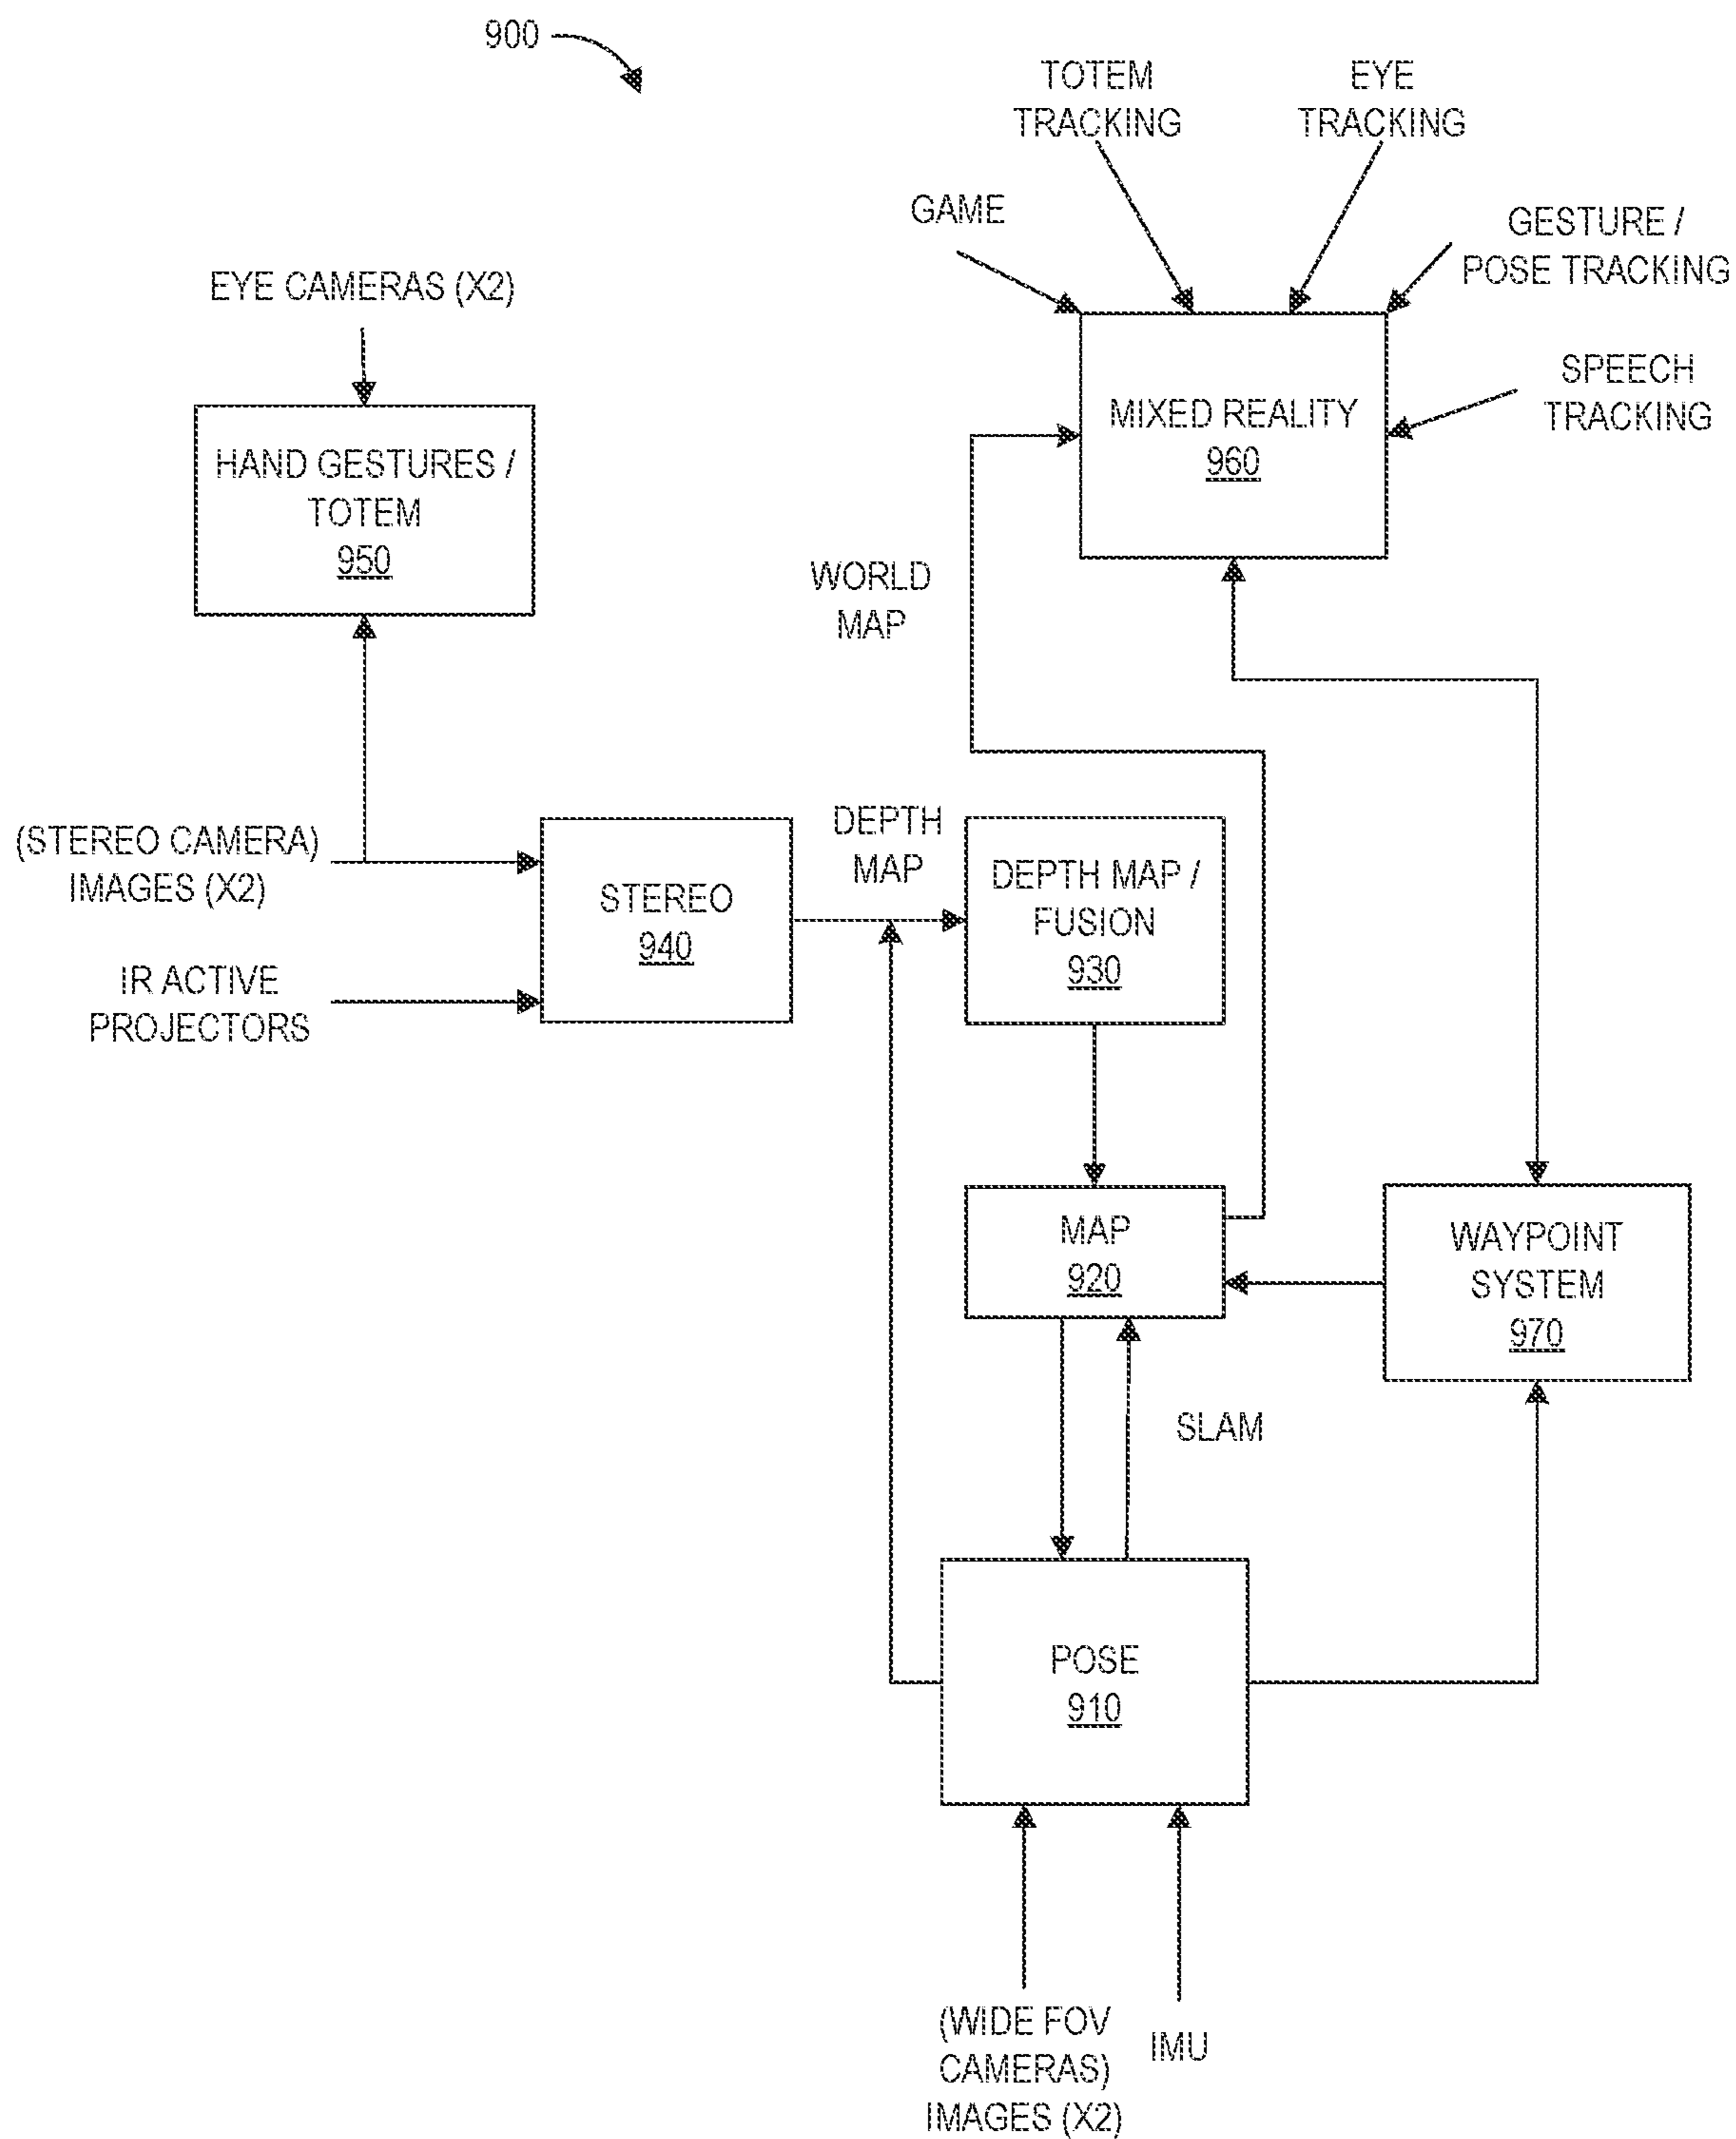 900
TOTEM
TRACKING
EYE
TRACKING
GAME
GESTURE /
POSE TRACKING
EYE CAMERAS (X2)
SPEECH
TRACKING
MIXED REALITY
960
HAND GESTURES /
TOTEM
950
WORLD
MAP
(STEREO CAMERA)
IMAGES (X2)
STEREO
940
DEPTH
MAP
DEPTH MAP /
FUSION
930
IR ACTIVE
PROJECTORS
MAP
920
WAYPOINT
SYSTEM
970
SLAM
POSE
910
(WIDE FOV
CAMERAS)
IMAGES (X2)
IMU